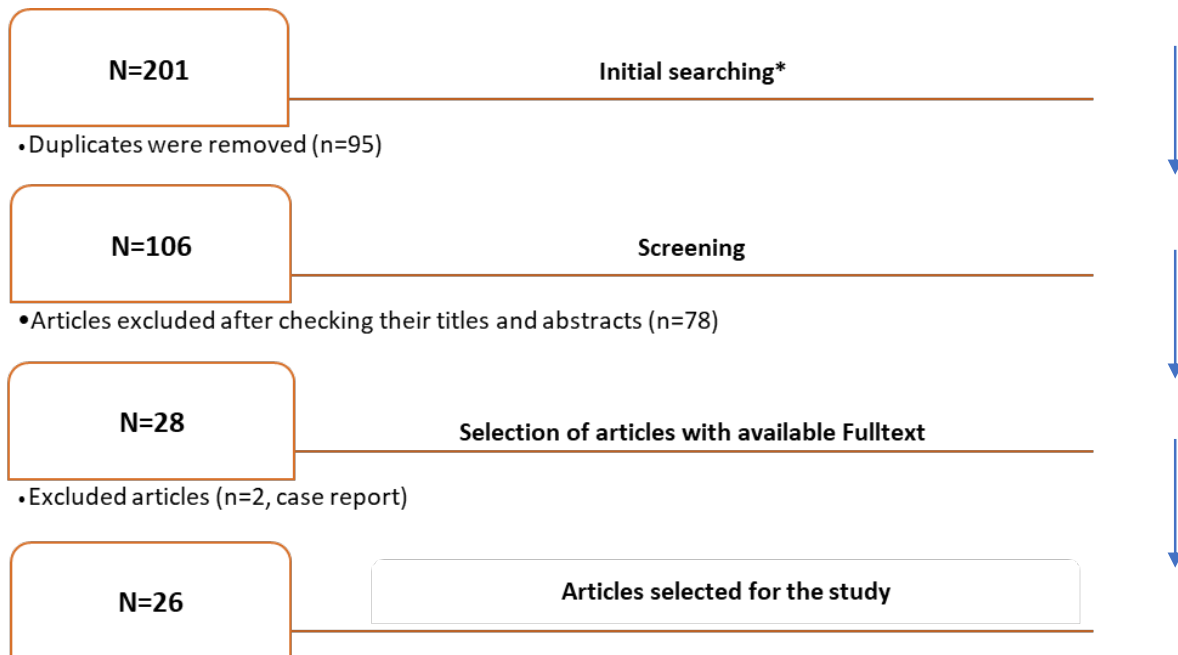 N=201
Initial searching*
•Duplicates were removed (n=95)
N=106
Screening
•Articles excluded after checking their titles and abstracts (n=78)
N=28
Selection of articles with available Fulltext
•Excluded articles (n=2, case report)
N=26
Articles selected for the study